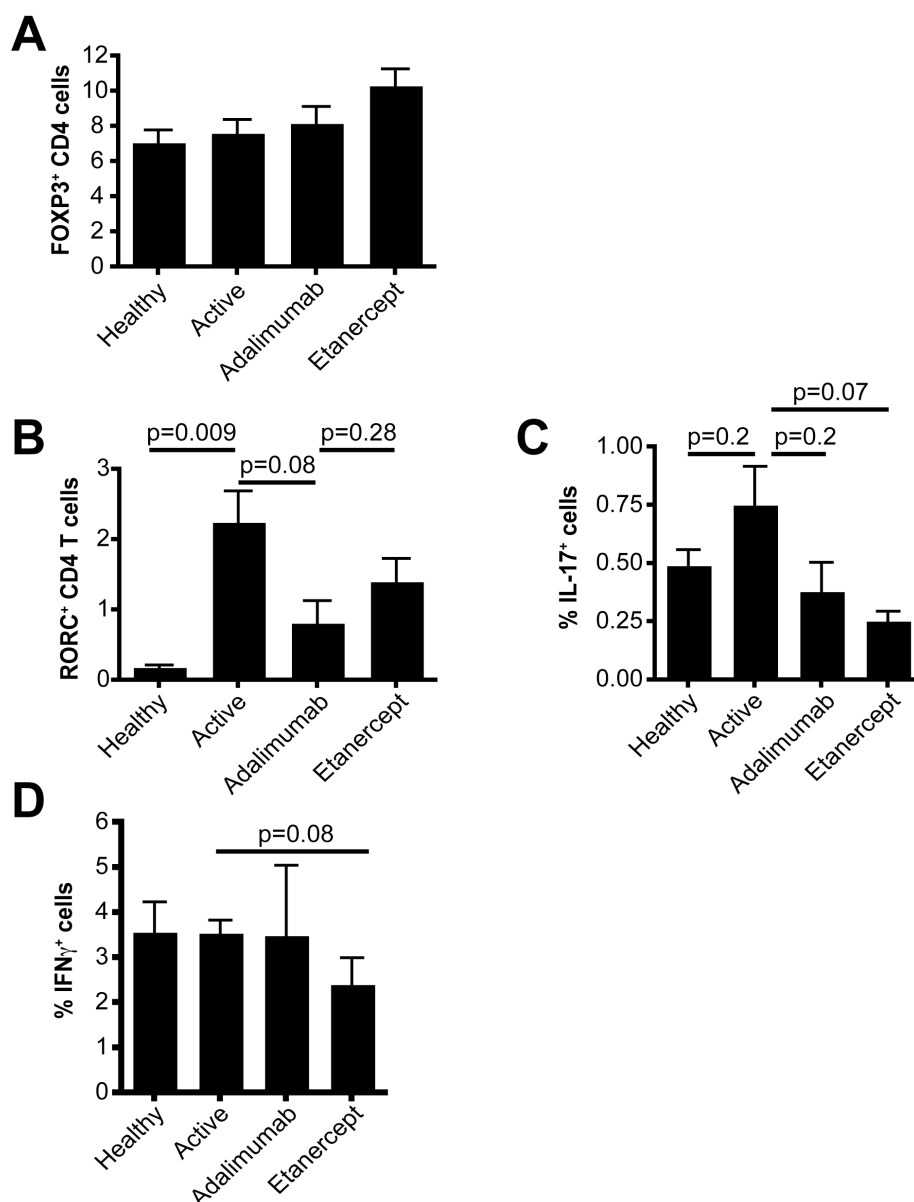 A
FOXP3⁺ CD4 cells
12
10
8
6
4
2
0
Healthy
Active
Adalimumab
Etanercept
B
RORC⁺ CD4 T cells
p=0.009
p=0.28
p=0.08
3
2
1
0
Healthy
Active
Adalimumab
Etanercept
C
% IL-17⁺ cells
p=0.07
p=0.2
p=0.2
1.00
0.75
0.50
0.25
0.00
Healthy
Active
Adalimumab
Etanercept
D
% IFNγ⁺ cells
p=0.08
6
5
4
3
2
1
0
Healthy
Active
Adalimumab
Etanercept